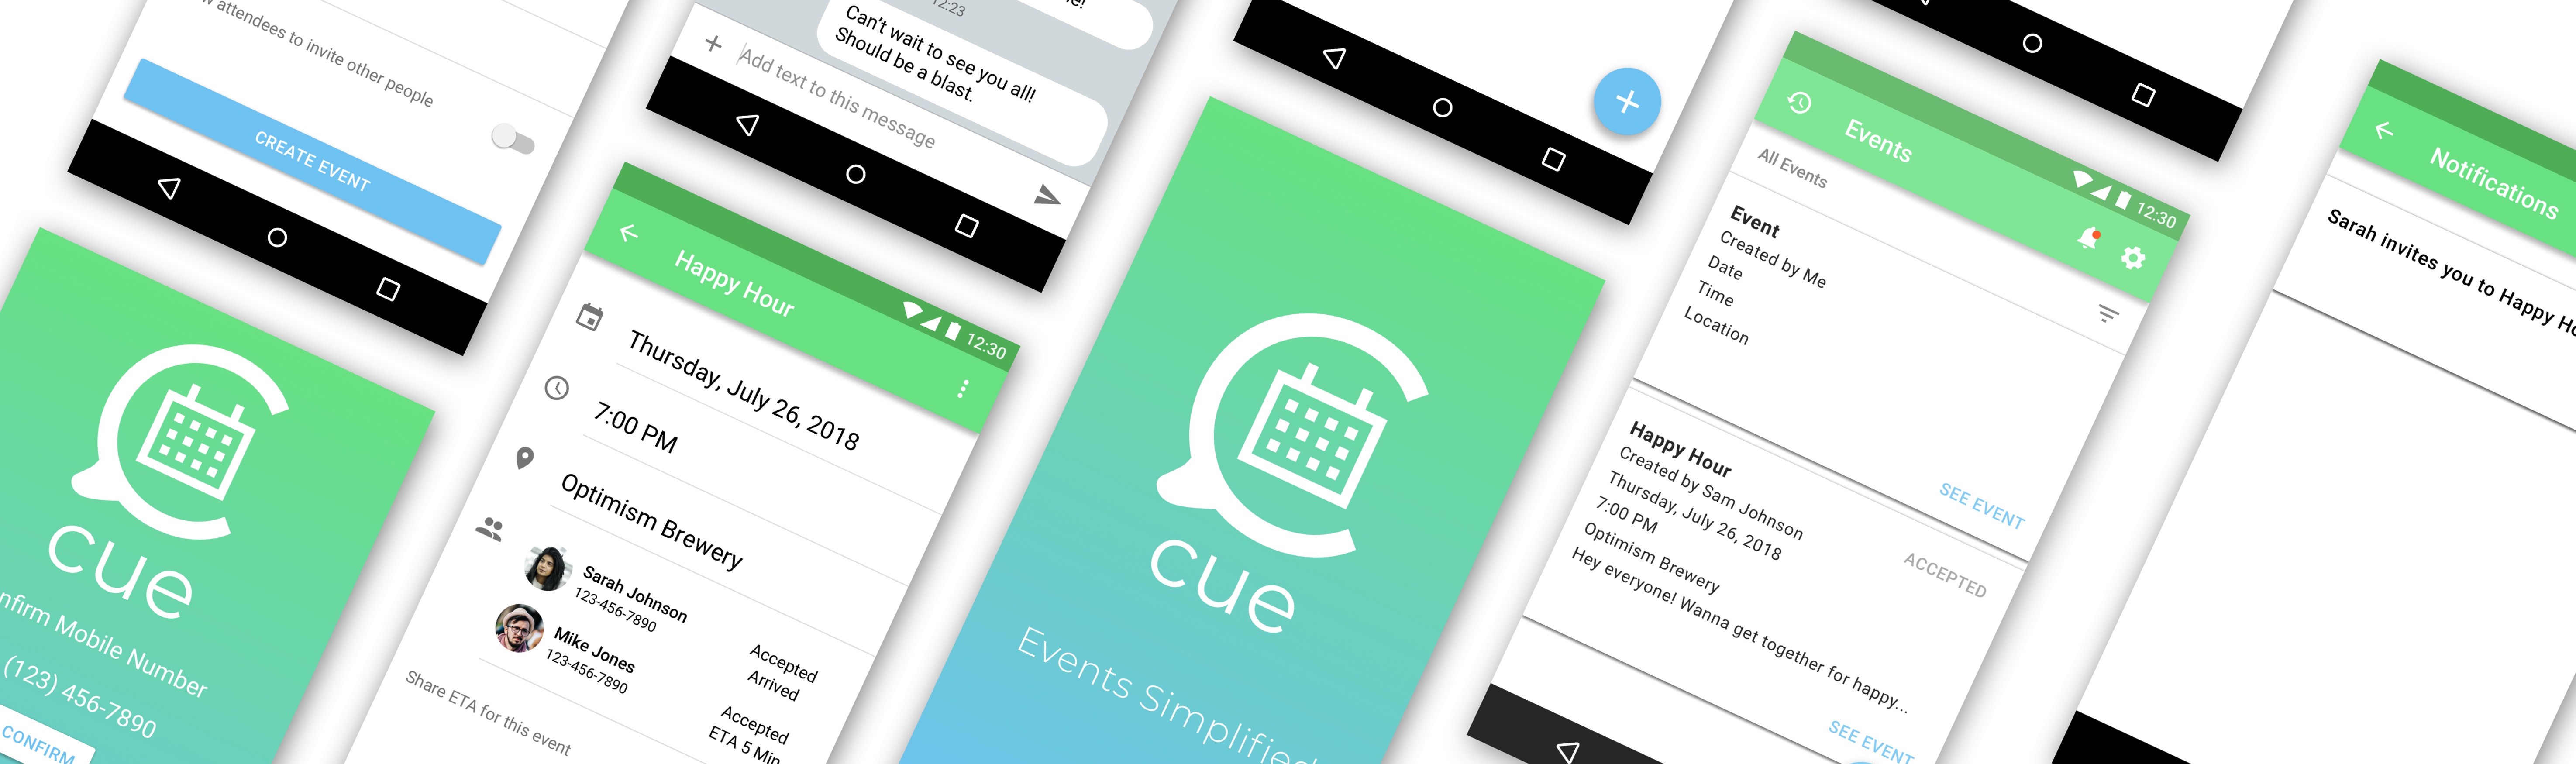 attendees to invite other people
CREATE EVENT
cue
Confirm Mobile Number
(123) 456-7890
CONFIRM
12:23
Can't wait to see you all!
Should be a blast.
Add text to this message
Happy Hour
12:30
Thursday, July 26, 2018
7:00 PM
Optimism Brewery
Sarah Johnson
123-456-7890
Accepted
Arrived
Mike Jones
123-456-7890
Accepted
ETA 5 Min
Share ETA for this event
cue
Events Simplified
12:30
Events
All Events
Event
Created by Me
Date
Time
Location
SEE EVENT
Happy Hour
Created by Sam Johnson
Thursday, July 26, 2018
7:00 PM
Optimism Brewery
Hey everyone! Wanna get together for happy...
ACCEPTED
SEE EVENT
Notifications
Sarah invites you to Happy